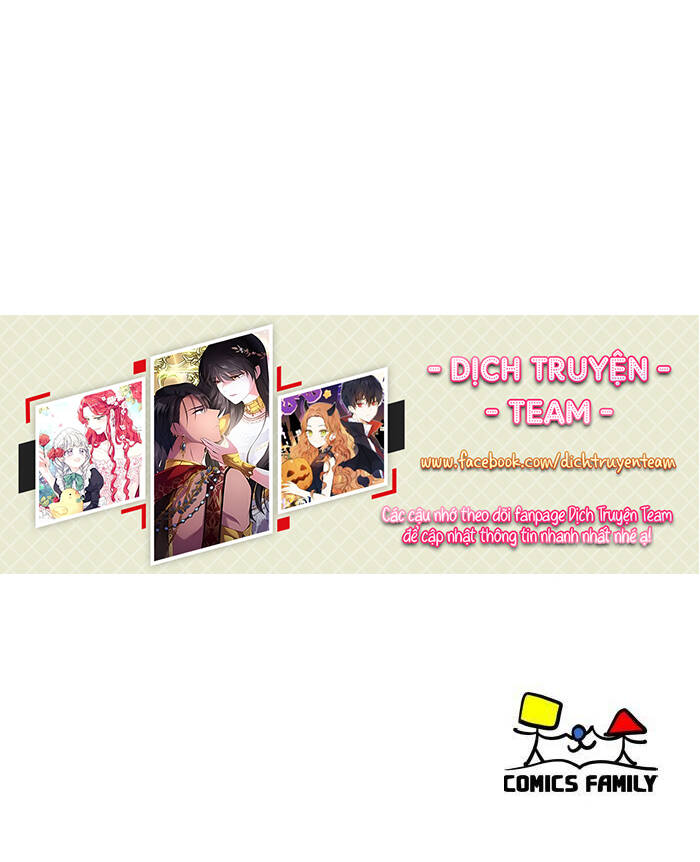 - DỊCH TRUYỆN -
- TEAM -
www.facebook.com/dichtruyenteam
Các cậu nhớ theo dõi fanpage Dịch Truyện Team
để cập nhật thông tin nhanh nhất nhé ạ!
COMICS FAMILY